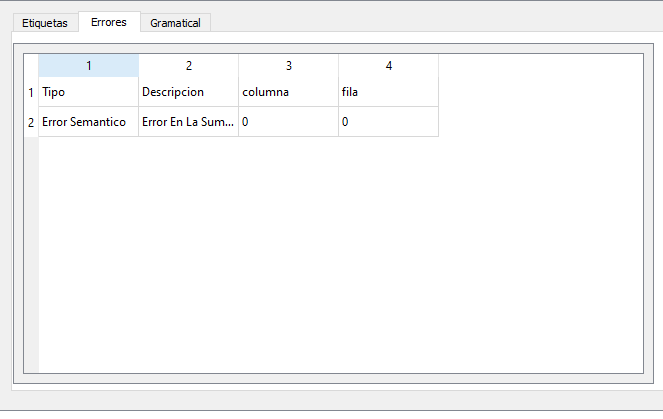 Etiquetas Errores Gramatical
1 2 3 4
1 Tipo Descripcion columna fila
2 Error Semantico Error En La Sum... 0 0